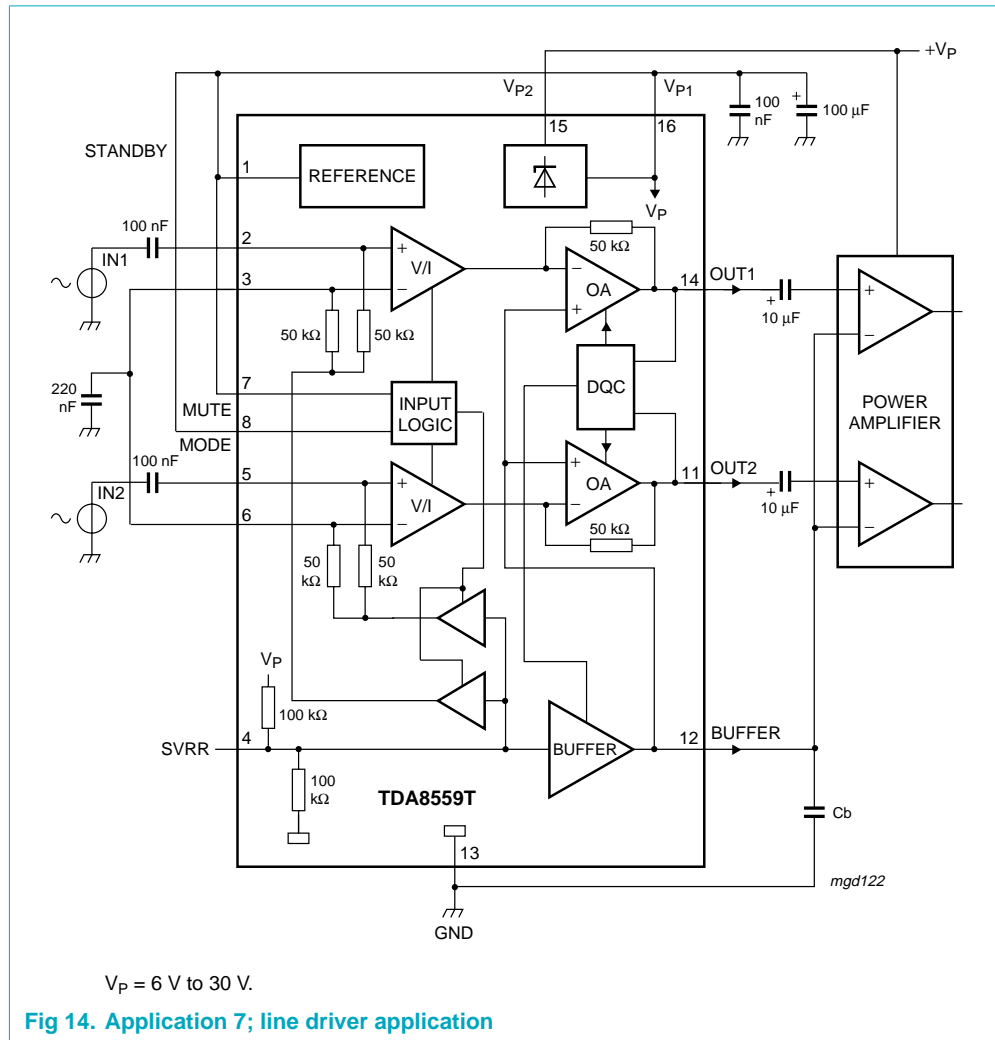 +VP
VP2
VP1
100 nF
100 µF
15
16
STANDBY
1
REFERENCE
VP
100 nF
2
IN1
+
V/I
−
3
50 kΩ
50 kΩ
50 kΩ
−
OA
+
14
OUT1
+
10 µF
+
−
220 nF
7
MUTE
8
MODE
INPUT LOGIC
DQC
POWER AMPLIFIER
100 nF
5
IN2
+
V/I
−
6
50 kΩ
50 kΩ
+
OA
−
50 kΩ
11
OUT2
+
10 µF
+
−
VP
100 kΩ
SVRR
4
100 kΩ
BUFFER
12
BUFFER
TDA8559T
Cb
13
mgd122
GND
VP = 6 V to 30 V.
Fig 14. Application 7; line driver application